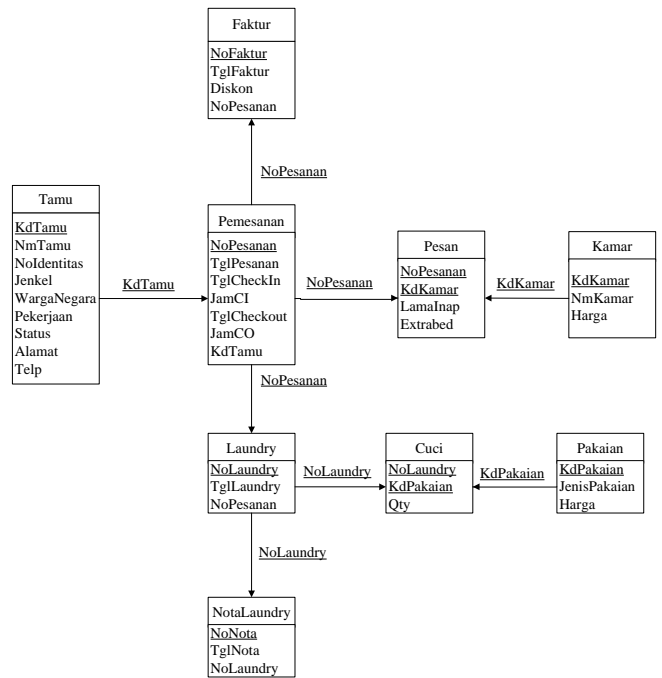 Faktur
NoFaktur
TglFaktur
Diskon
NoPesanan
NoPesanan
Tamu
KdTamu
NmTamu
NoIdentitas
Jenkel
WargaNegara
Pekerjaan
Status
Alamat
Telp
KdTamu
Pemesanan
NoPesanan
TglPesanan
TglCheckIn
JamCI
TglCheckout
JamCO
KdTamu
NoPesanan
Pesan
NoPesanan
KdKamar
LamaInap
Extrabed
KdKamar
Kamar
KdKamar
NmKamar
Harga
NoPesanan
Laundry
NoLaundry
TglLaundry
NoPesanan
NoLaundry
Cuci
NoLaundry
KdPakaian
Qty
KdPakaian
Pakaian
KdPakaian
JenisPakaian
Harga
NoLaundry
NotaLaundry
NoNota
TglNota
NoLaundry